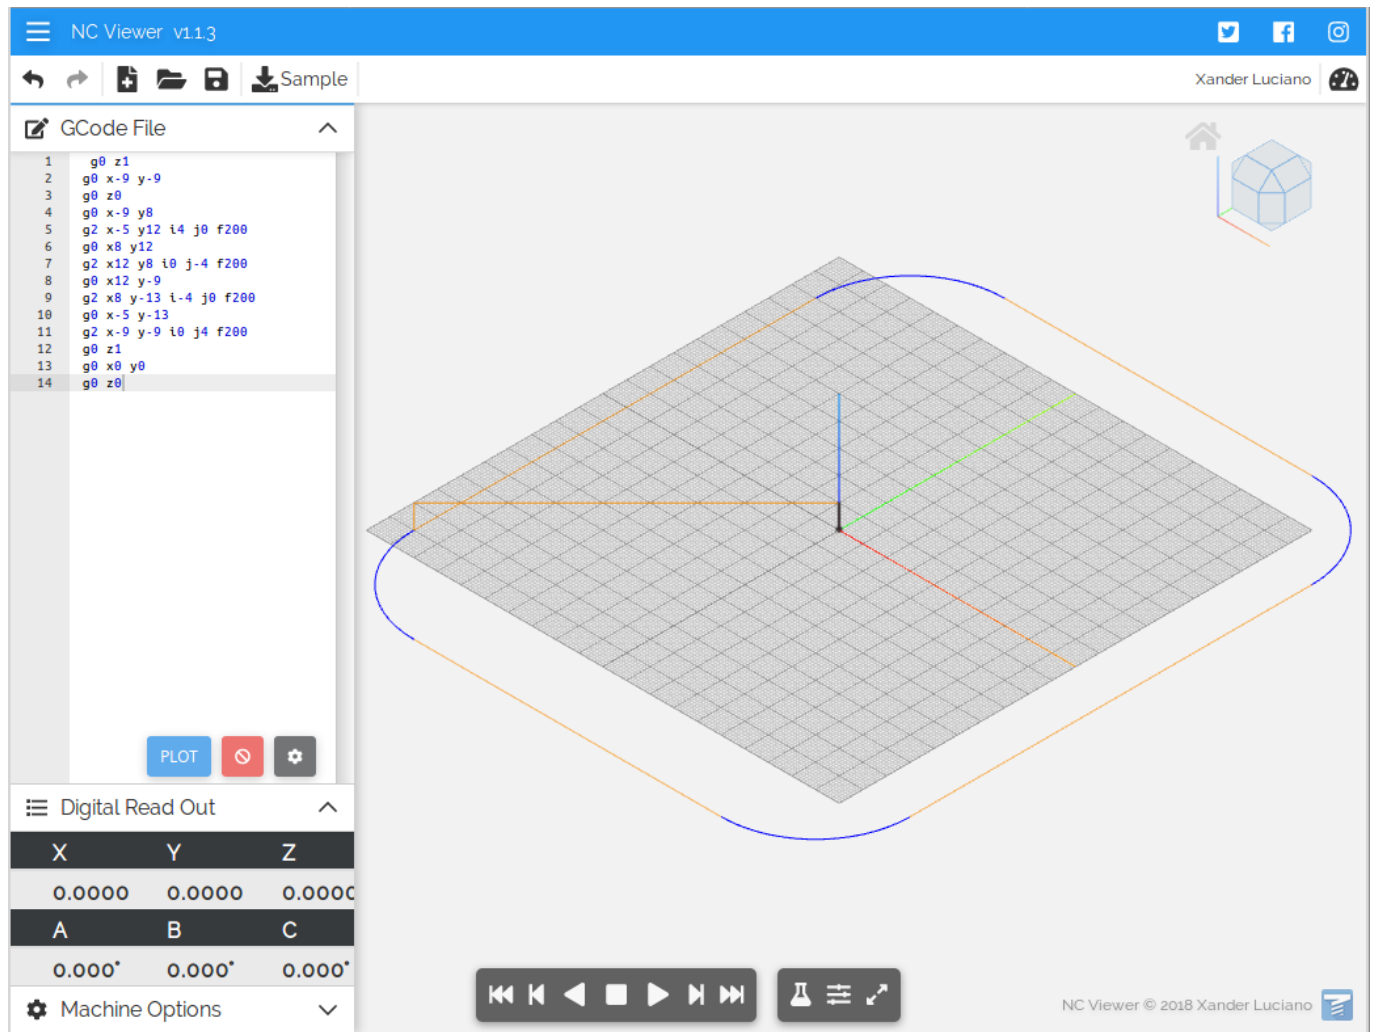 NC Viewer v1.1.3
Sample
Xander Luciano
GCode File
1 g0 z1
2 g0 x-9 y-9
3 g0 z0
4 g0 x-9 y8
5 g2 x-5 y12 i4 j0 f200
6 g0 x8 y12
7 g2 x12 y8 i0 j-4 f200
8 g0 x12 y-9
9 g2 x8 y-13 i-4 j0 f200
10 g0 x-5 y-13
11 g2 x-9 y-9 i0 j4 f200
12 g0 z1
13 g0 x0 y0
14 g0 z0
PLOT
Digital Read Out
X Y Z
0.0000 0.0000 0.0000
A B C
0.000° 0.000° 0.000°
Machine Options
NC Viewer © 2018 Xander Luciano